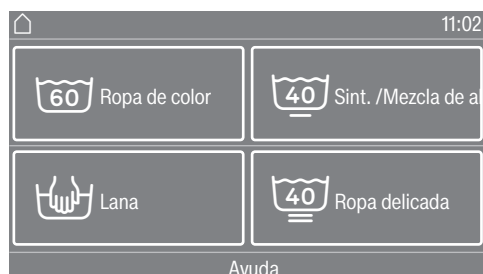 11:02
60 Ropa de color
40 Sint. /Mezcla de al
Lana
40 Ropa delicada
Ayuda